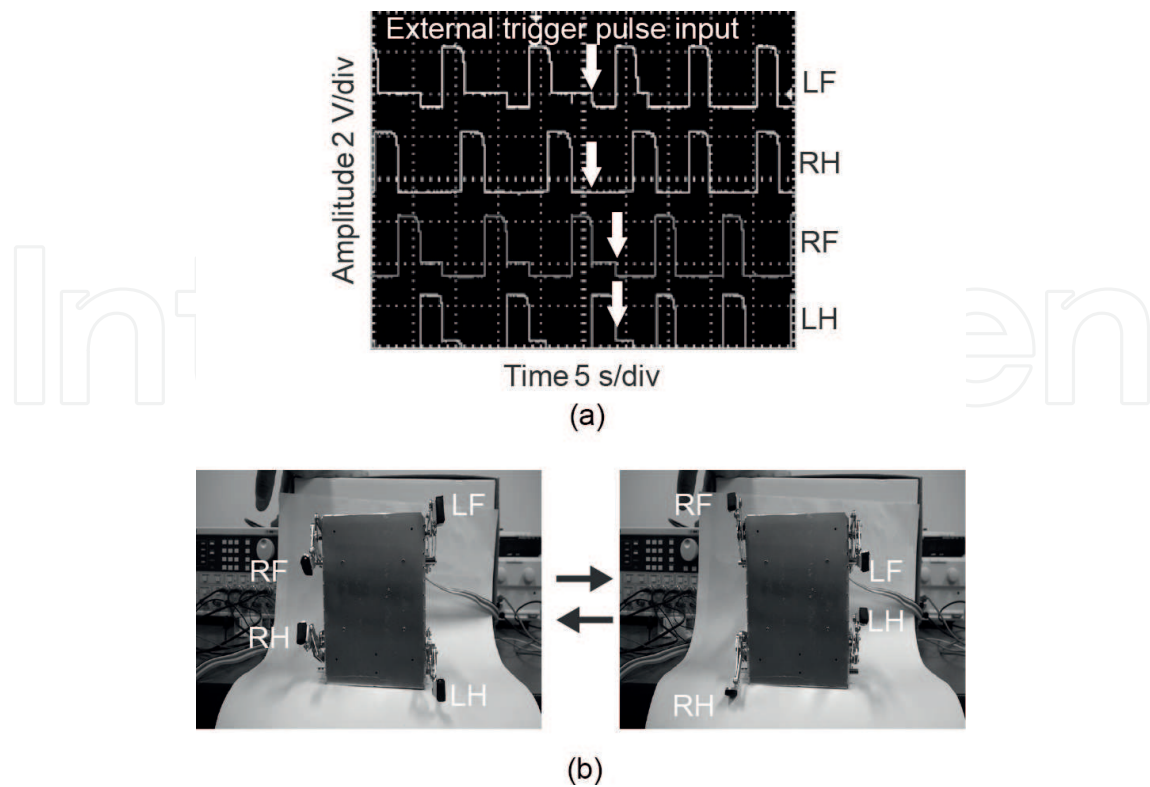 External trigger pulse input
Amplitude 2 V/div
LF
RH
RF
LH
Time 5 s/div
(a)
LF
RF
RH
LH
RF
LF
LH
RH
(b)